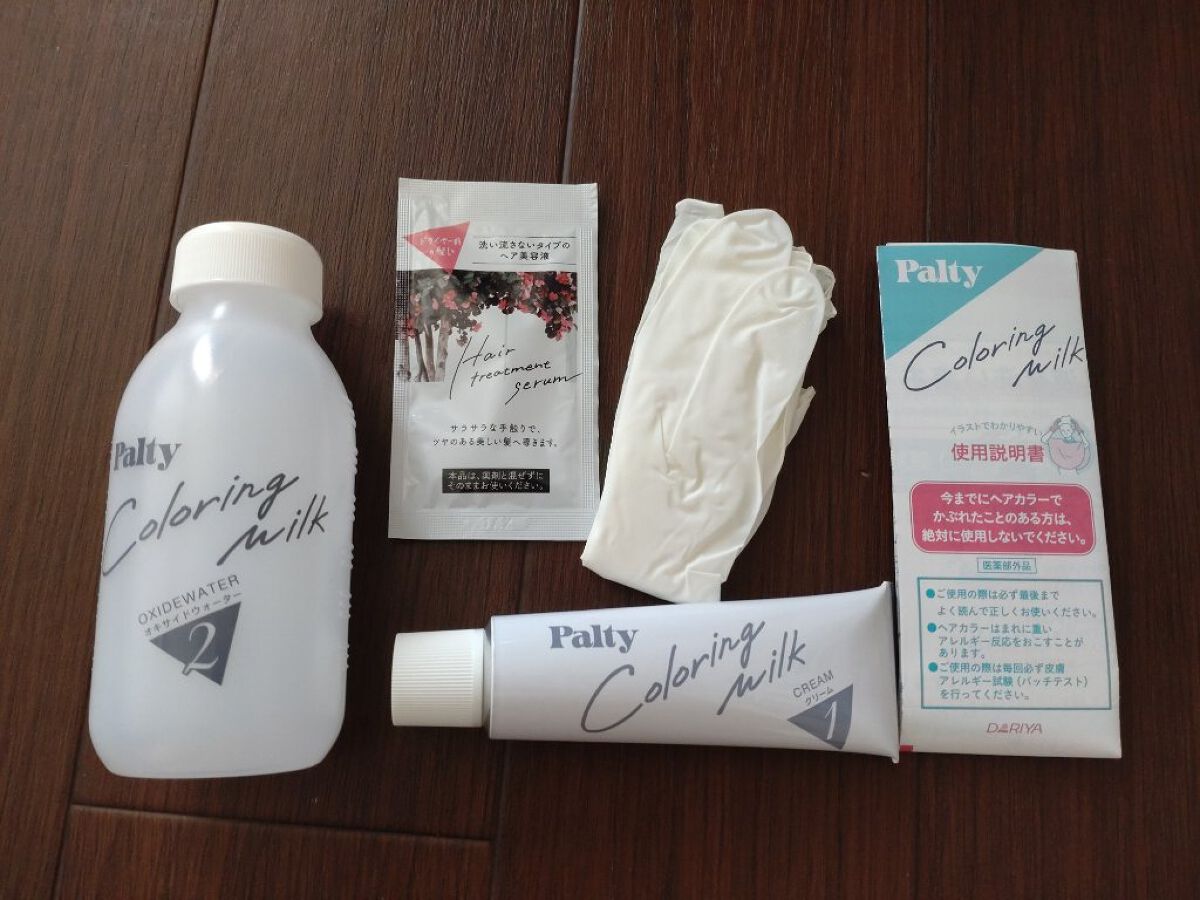 Palty
Coloring
milk
OXIDEWATER
オキサイドウォーター
2
ドライヤー前
の髪に
洗い流さないタイプの
ヘア美容液
Hair
treatment
serum
サラサラな手触りで、
ツヤのある美しい髪へ導きます。
本品は、薬剤と混ぜずに
そのままお使いください。
Palty
Coloring
milk
CREAM
クリーム
1
Palty
Coloring
milk
イラストでわかりやすい
使用説明書
今までにヘアカラーで
かぶれたことのある方は、
絶対に使用しないでください。
医薬部外品
●ご使用の際は必ず最後まで
よく読んで正しくお使いください。
●ヘアカラーはまれに重い
アレルギー反応をおこすことが
あります。
●ご使用の際は毎回必ず皮膚
アレルギー試験(パッチテスト)
を行ってください。
DARIYA